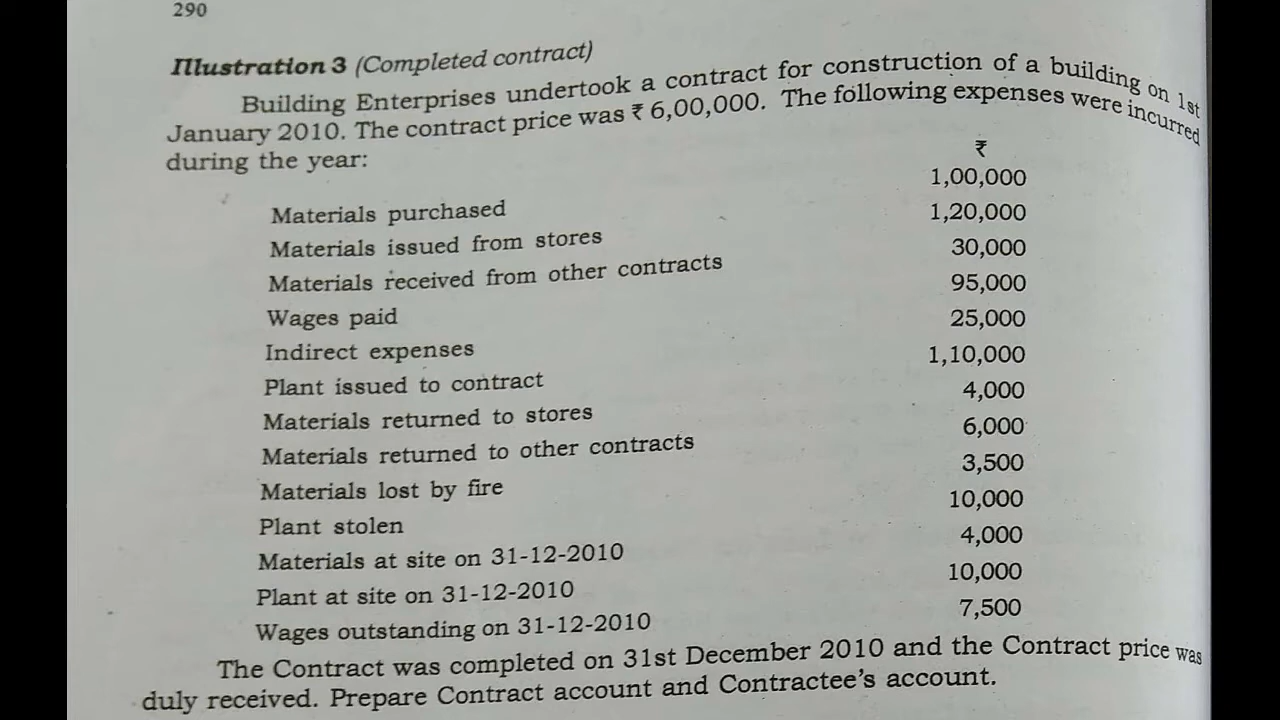 290
Illustration 3 (Completed contract)
Building Enterprises undertook a contract for construction of a building on 1st
January 2010. The contract price was ₹ 6,00,000. The following expenses were incurred
during the year:
₹
Materials purchased 1,00,000
Materials issued from stores 1,20,000
Materials received from other contracts 30,000
Wages paid 95,000
Indirect expenses 25,000
Plant issued to contract 1,10,000
Materials returned to stores 4,000
Materials returned to other contracts 6,000
Materials lost by fire 3,500
Plant stolen 10,000
Materials at site on 31-12-2010 4,000
Plant at site on 31-12-2010 10,000
Wages outstanding on 31-12-2010 7,500
The Contract was completed on 31st December 2010 and the Contract price was
duly received. Prepare Contract account and Contractee's account.